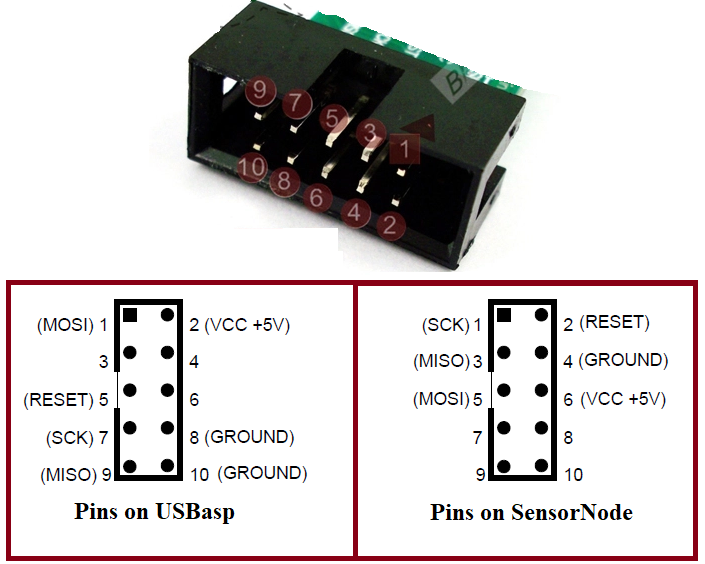 9 7 5 3 1
10 8 6 4 2
(MOSI) 1 2 (VCC +5V)
3 4
(RESET) 5 6
(SCK) 7 8 (GROUND)
(MISO) 9 10 (GROUND)
Pins on USBasp
(SCK) 1 2 (RESET)
(MISO) 3 4 (GROUND)
(MOSI) 5 6 (VCC +5V)
7 8
9 10
Pins on SensorNode